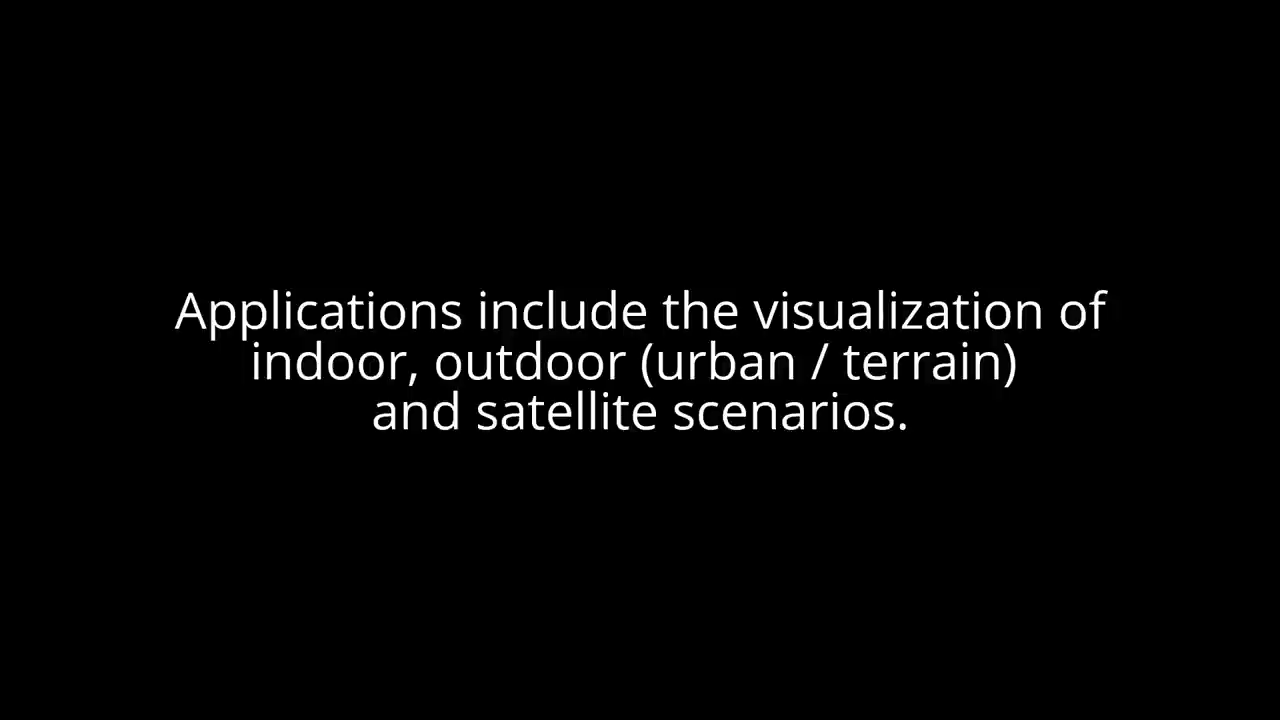 Applications include the visualization of
indoor, outdoor (urban / terrain)
and satellite scenarios.